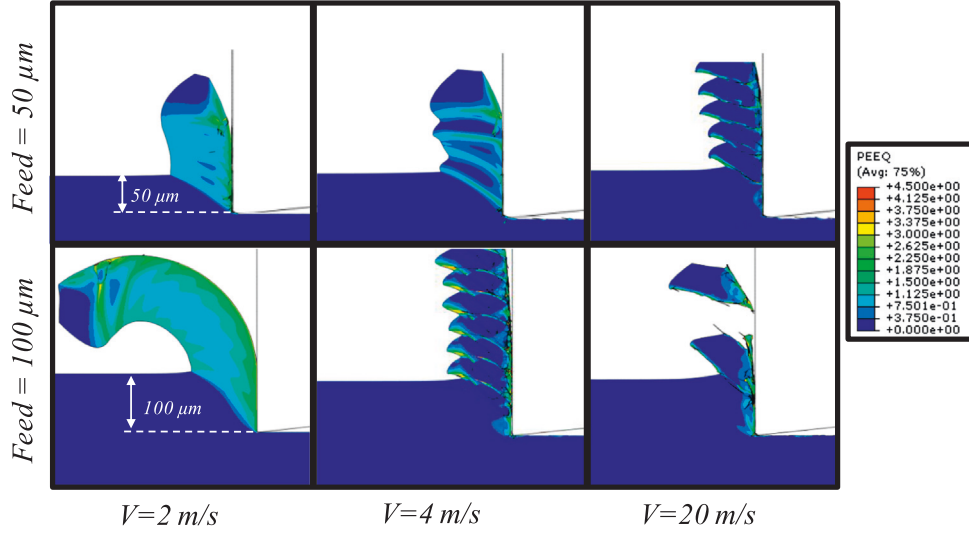 Feed = 50 μm
50 μm
Feed = 100 μm
100 μm
V=2 m/s
V=4 m/s
V=20 m/s
PEEQ
(Avg: 75%)
+4.500e+00
+4.125e+00
+3.750e+00
+3.375e+00
+3.000e+00
+2.625e+00
+2.250e+00
+1.875e+00
+1.500e+00
+1.125e+00
+7.501e-01
+3.750e-01
+0.000e+00